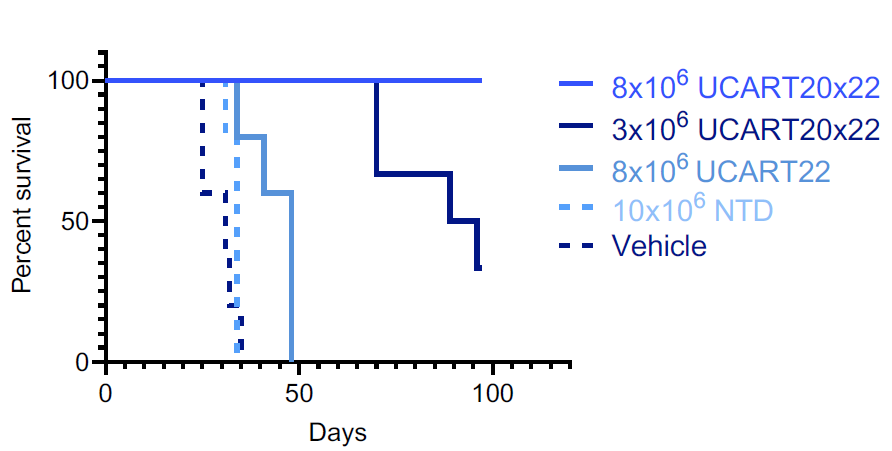 Percent survival
100
50
0
0 50 100
Days
8x10⁶ UCART20x22
3x10⁶ UCART20x22
8x10⁶ UCART22
10x10⁶ NTD
Vehicle